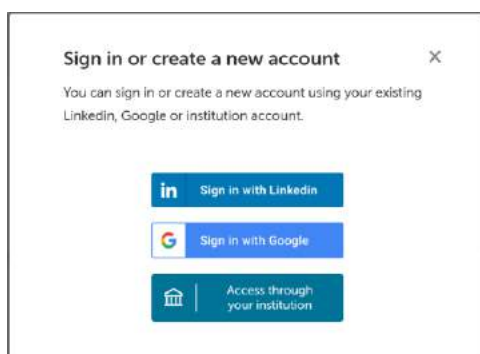 Sign in or create a new account
You can sign in or create a new account using your existing
Linkedin, Google or institution account.
in Sign in with Linkedin
G Sign in with Google
Access through
your institution